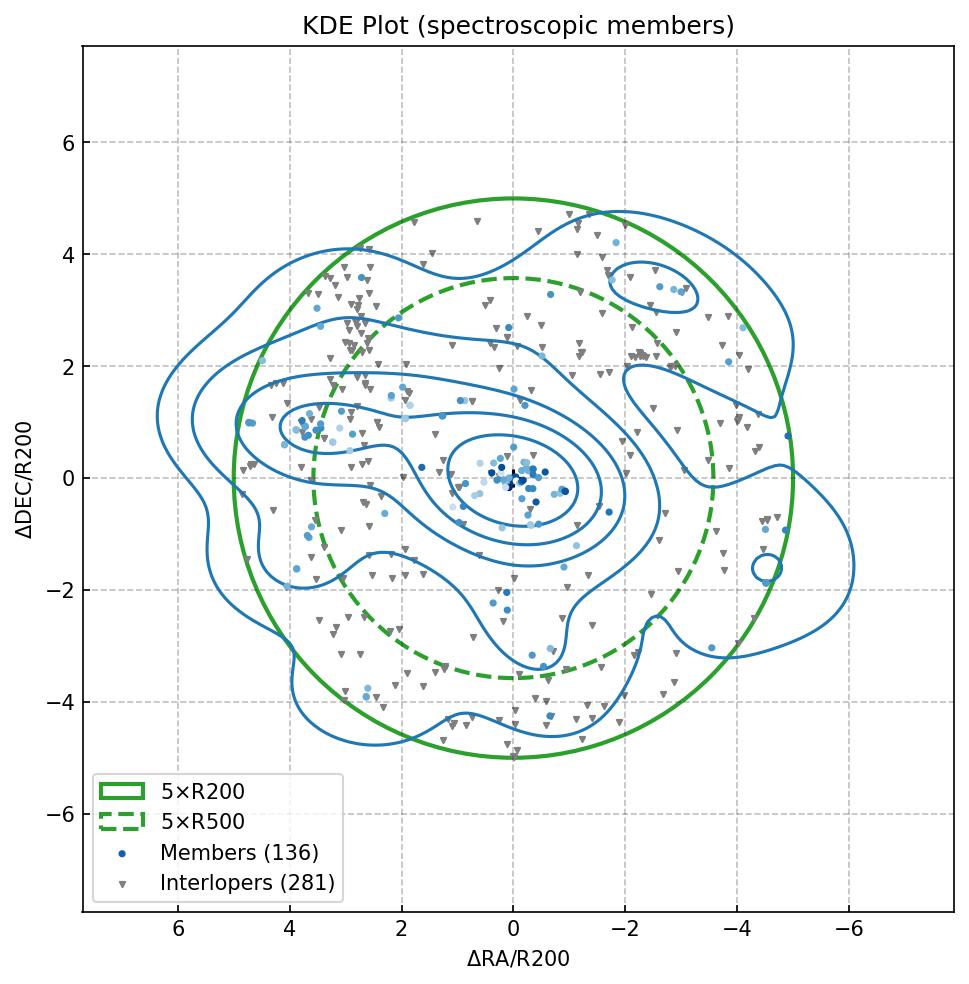 KDE Plot (spectroscopic members)
ΔDEC/R200
6
4
2
0
−2
−4
−6
5×R200
5×R500
Members (136)
Interlopers (281)
6
4
2
0
−2
−4
−6
ΔRA/R200